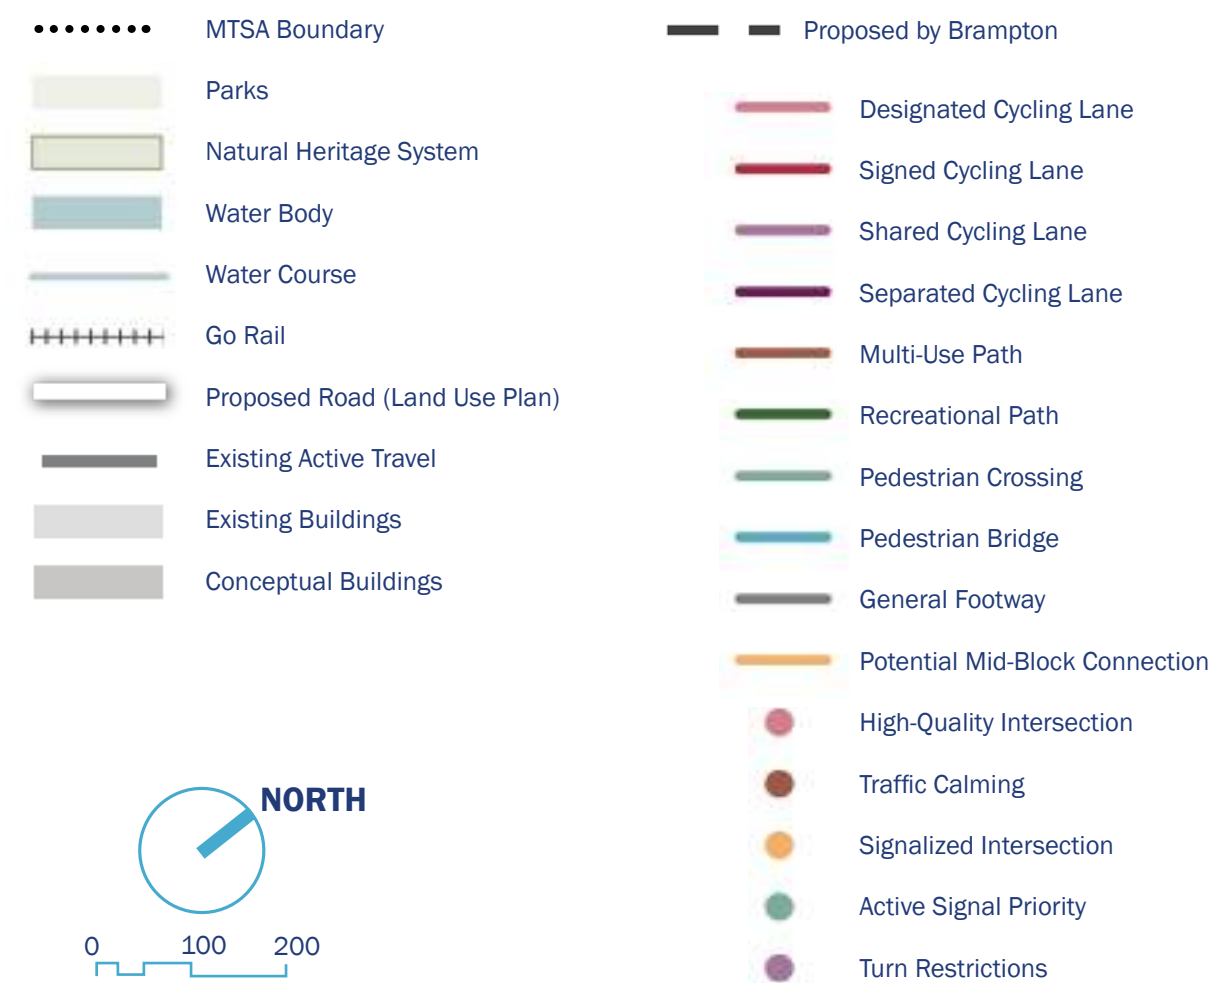 MTSA Boundary
Parks
Natural Heritage System
Water Body
Water Course
Go Rail
Proposed Road (Land Use Plan)
Existing Active Travel
Existing Buildings
Conceptual Buildings
NORTH
0 100 200
Proposed by Brampton
Designated Cycling Lane
Signed Cycling Lane
Shared Cycling Lane
Separated Cycling Lane
Multi-Use Path
Recreational Path
Pedestrian Crossing
Pedestrian Bridge
General Footway
Potential Mid-Block Connection
High-Quality Intersection
Traffic Calming
Signalized Intersection
Active Signal Priority
Turn Restrictions